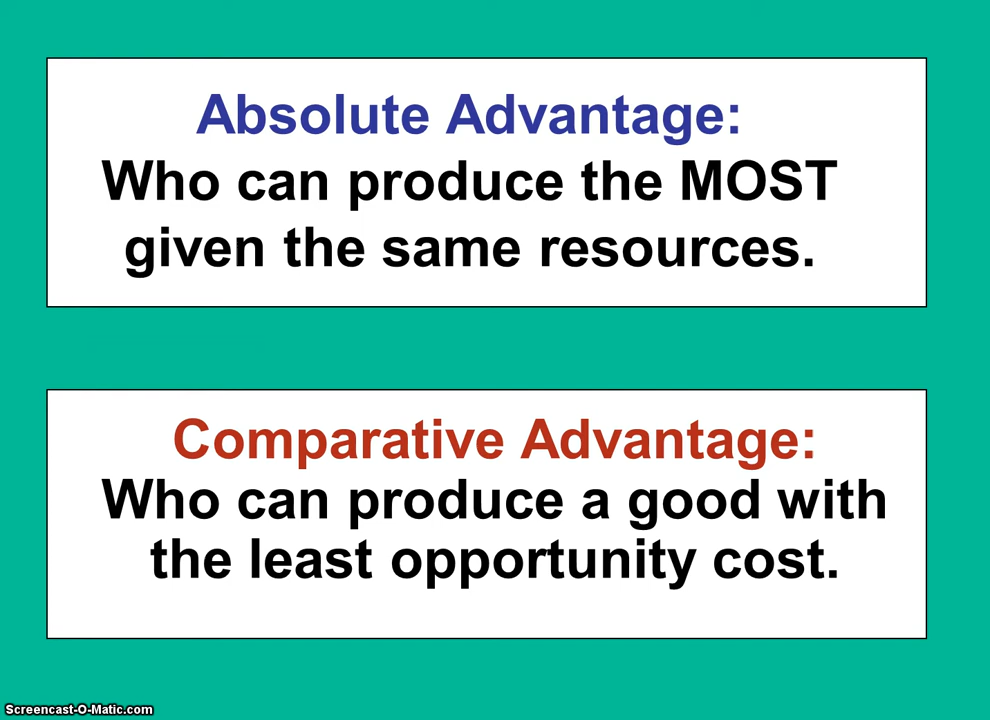 Absolute Advantage:
Who can produce the MOST
given the same resources.
Comparative Advantage:
Who can produce a good with
the least opportunity cost.
Screencast-O-Matic.com